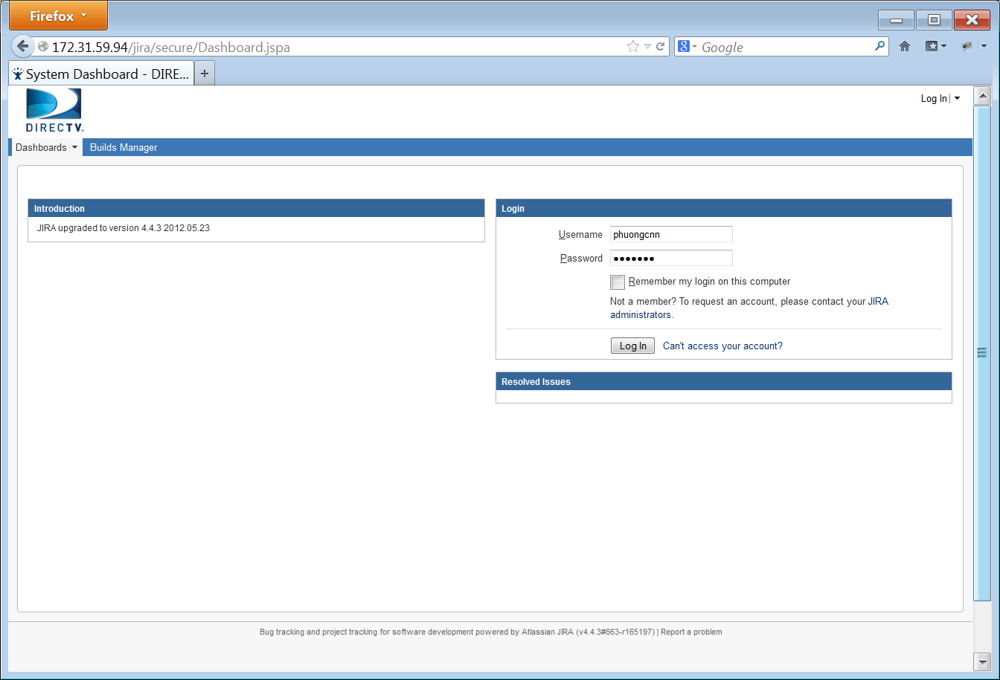 Firefox
172.31.59.94/jira/secure/Dashboard.jspa
Google
System Dashboard - DIRE...
DIRECTV
Log In
Dashboards
Builds Manager
Introduction
JIRA upgraded to version 4.4.3 2012.05.23
Login
Username phuongcnn
Password •••••••
Remember my login on this computer
Not a member? To request an account, please contact your JIRA
administrators.
Log In Can't access your account?
Resolved Issues
Bug tracking and project tracking for software development powered by Atlassian JIRA (v4.4.3#663-r165197) | Report a problem